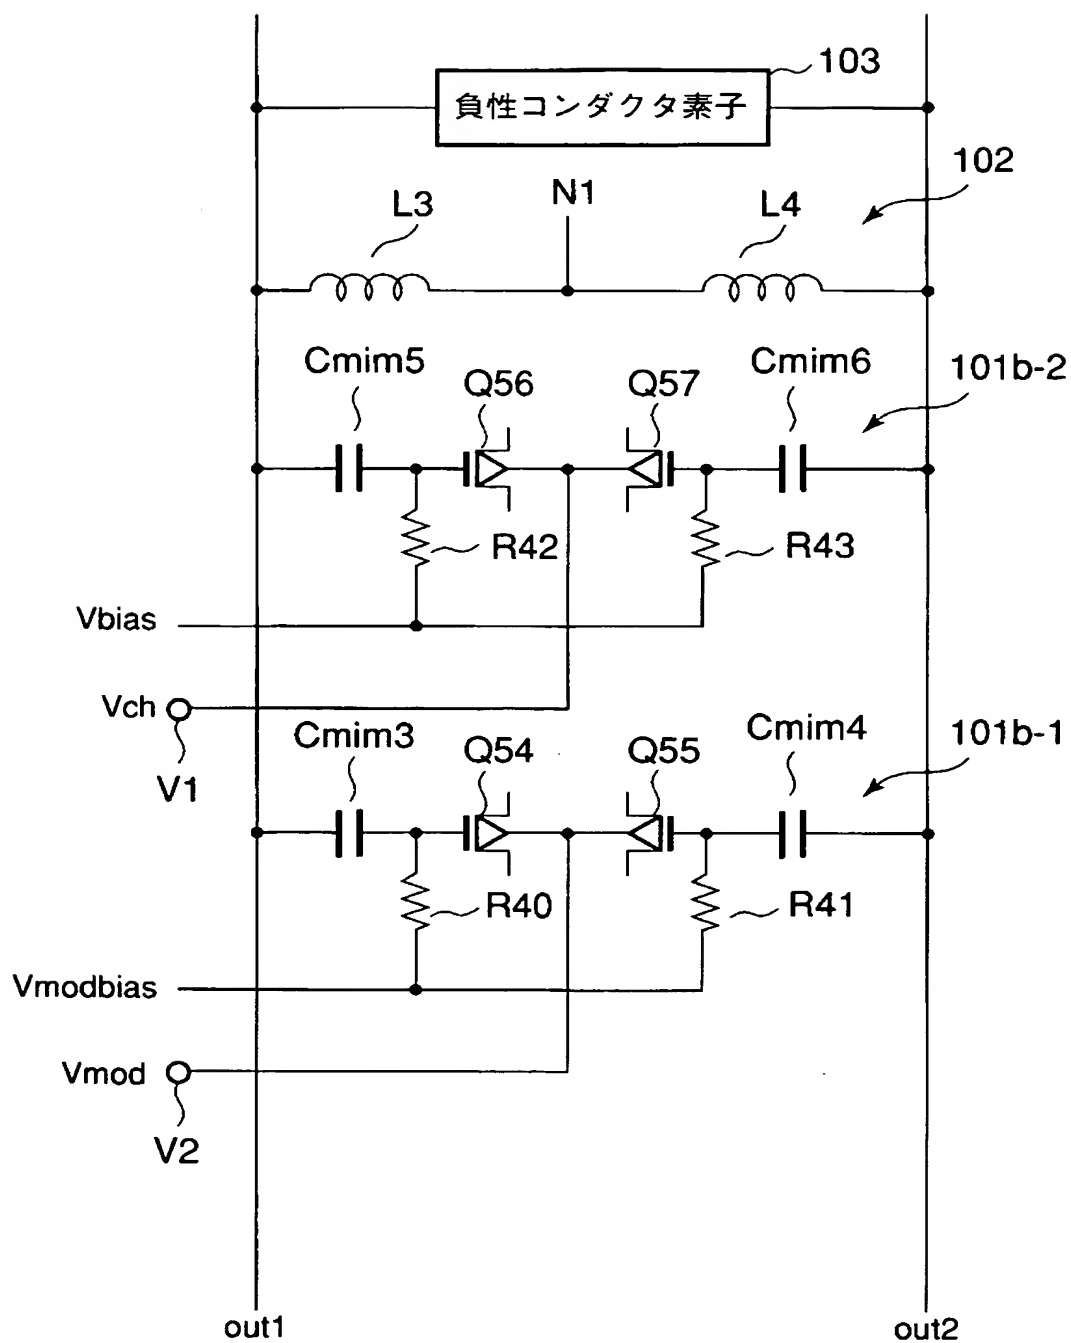 103
負性コンダクタ素子
102
N1
L3
L4
Cmim5
Q56
Q57
Cmim6
101b-2
R42
R43
Vbias
Vch
V1
Cmim3
Q54
Q55
Cmim4
101b-1
R40
R41
Vmodbias
Vmod
V2
out1
out2